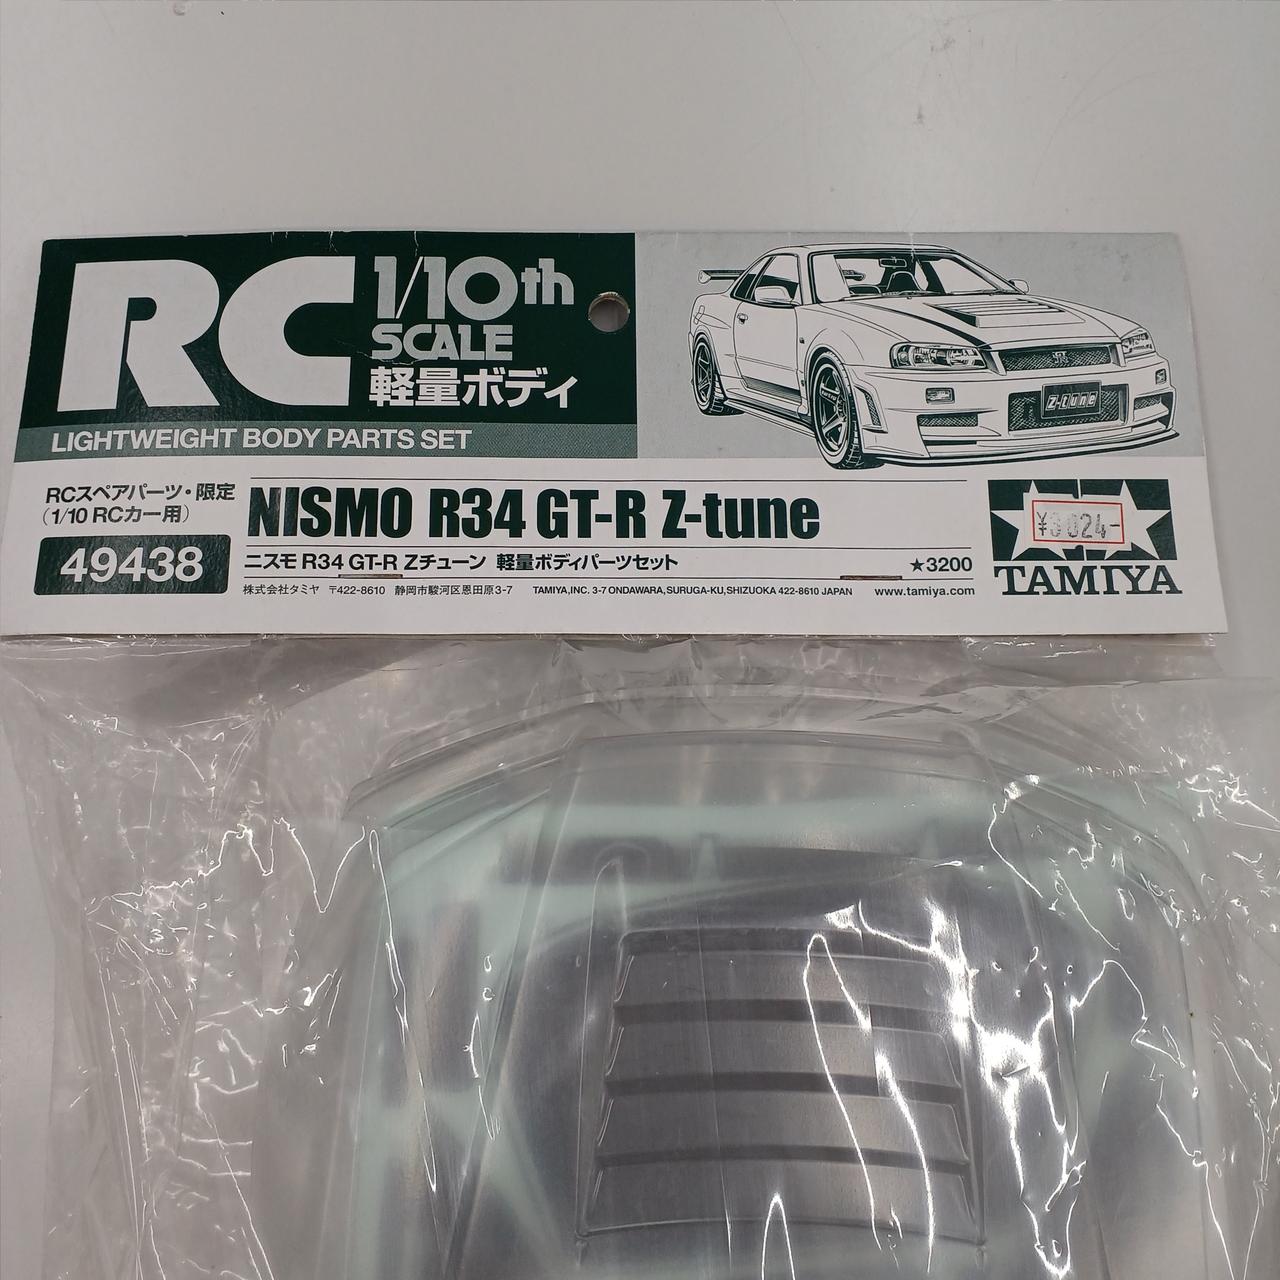 RC 1/10th
SCALE
軽量ボディ
LIGHTWEIGHT BODY PARTS SET
Z-tune
RCスペアパーツ・限定
(1/10 RCカー用)
49438
NISMO R34 GT-R Z-tune
ニスモ R34 GT-R Zチューン 軽量ボディパーツセット
★3200
株式会社タミヤ 〒422-8610 静岡市駿河区恩田原3-7 TAMIYA,INC. 3-7 ONDAWARA,SURUGA-KU,SHIZUOKA 422-8610 JAPAN www.tamiya.com
¥3024-
TAMIYA